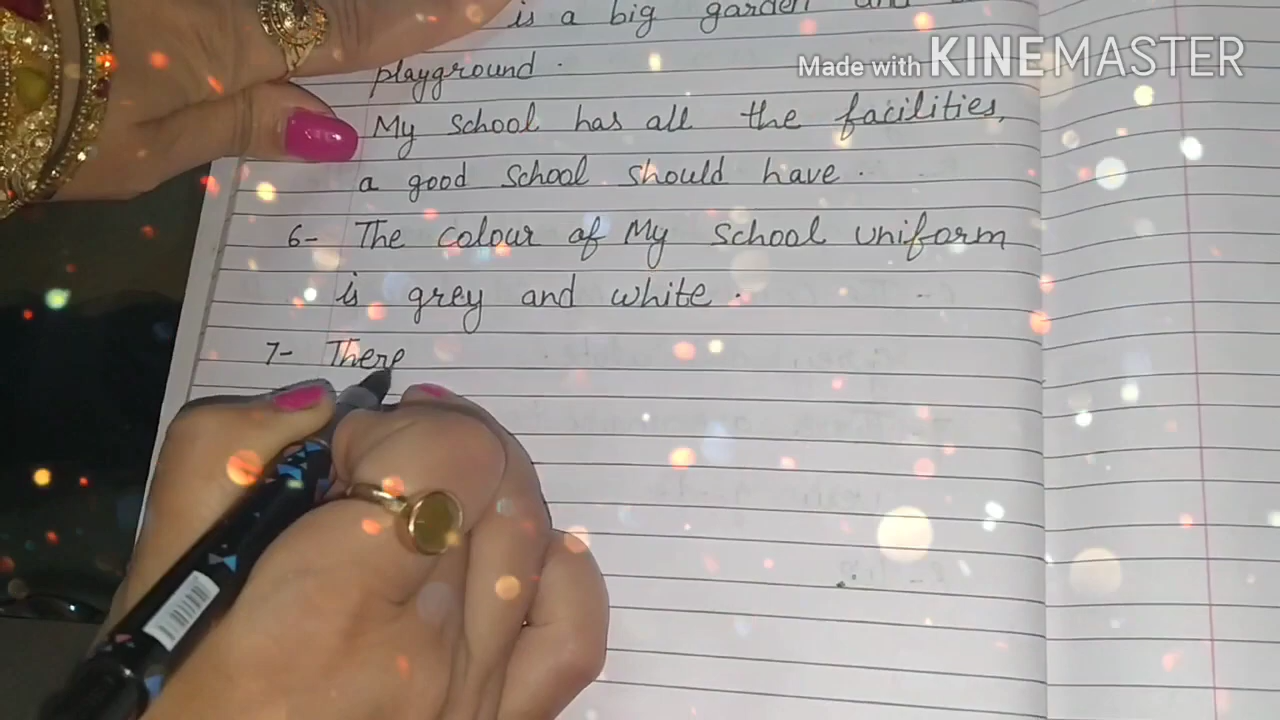 is a big garden and
Made with KINEMASTER
playground .
My school has all the facilities,
a good school should have .
6- The colour of My school uniform
is grey and white .
7- There